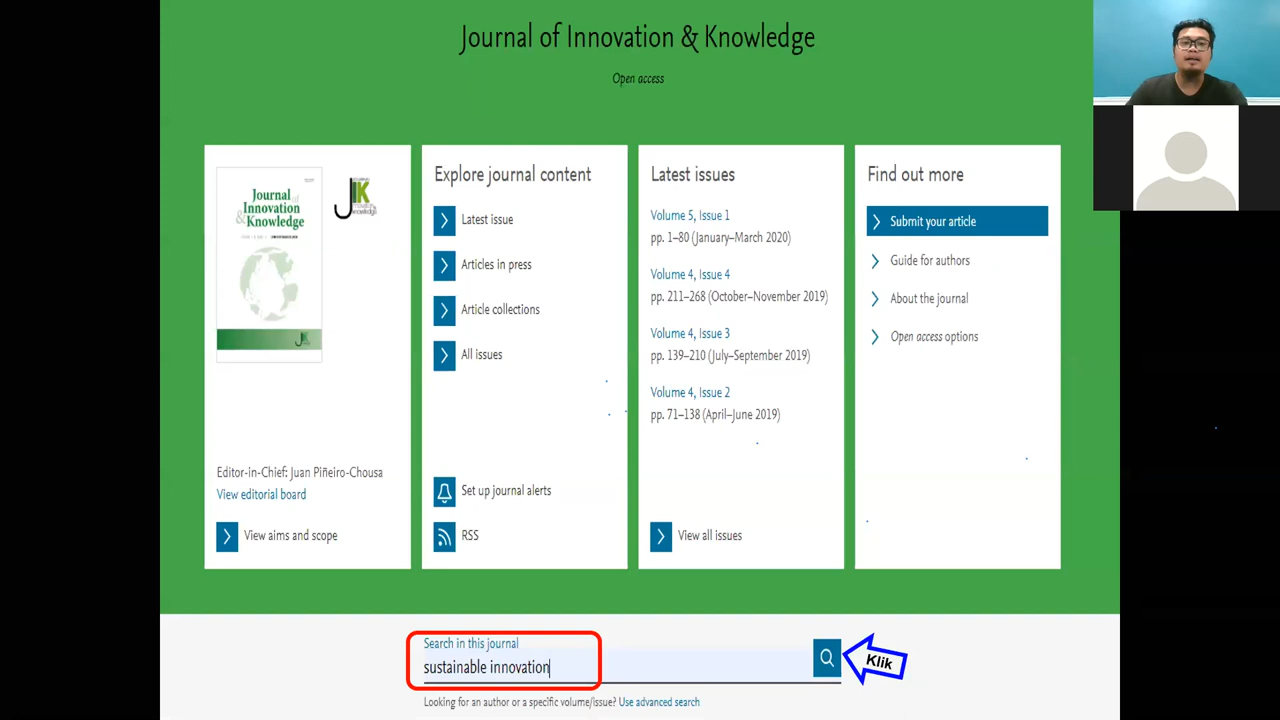 Journal of Innovation & Knowledge
Open access
Journal of
Innovation
& Knowledge
JIK
Editor-in-Chief: Juan Piñeiro-Chousa
View editorial board
View aims and scope
Explore journal content
Latest issue
Articles in press
Article collections
All issues
Set up journal alerts
RSS
Latest issues
Volume 5, Issue 1
pp. 1–80 (January–March 2020)
Volume 4, Issue 4
pp. 211–268 (October–November 2019)
Volume 4, Issue 3
pp. 139–210 (July–September 2019)
Volume 4, Issue 2
pp. 71–138 (April–June 2019)
View all issues
Find out more
Submit your article
Guide for authors
About the journal
Open access options
Search in this journal
sustainable innovation
Klik
Looking for an author or a specific volume/issue? Use advanced search